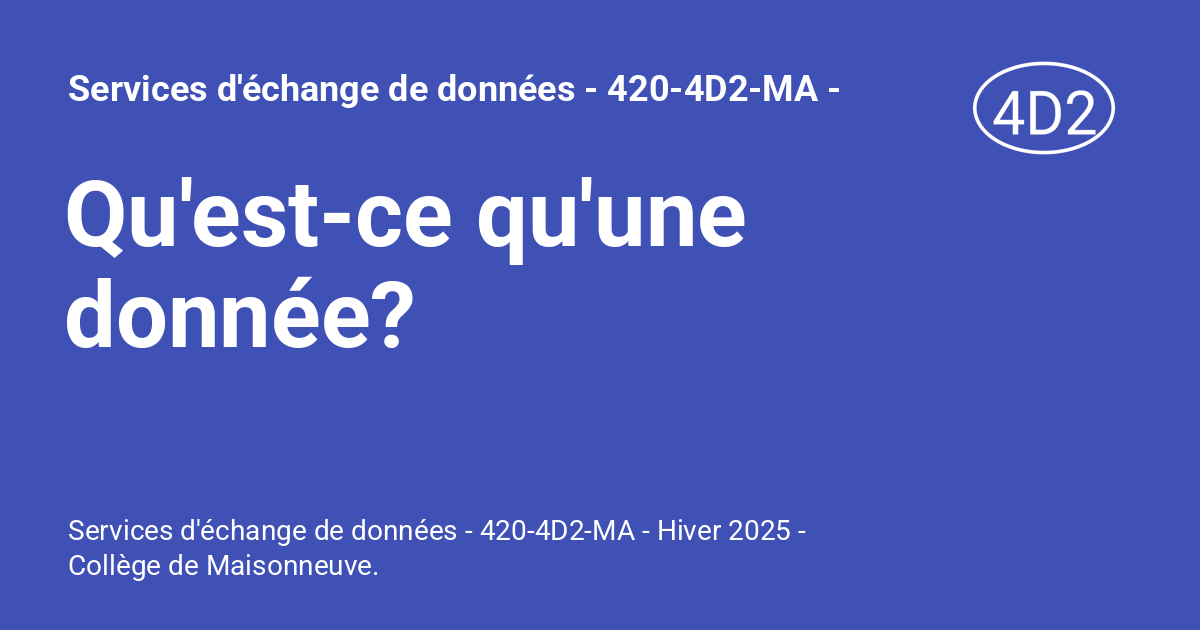 Services d'échange de données - 420-4D2-MA -
4D2
Qu'est-ce qu'une
donnée?
Services d'échange de données - 420-4D2-MA - Hiver 2025 -
Collège de Maisonneuve.